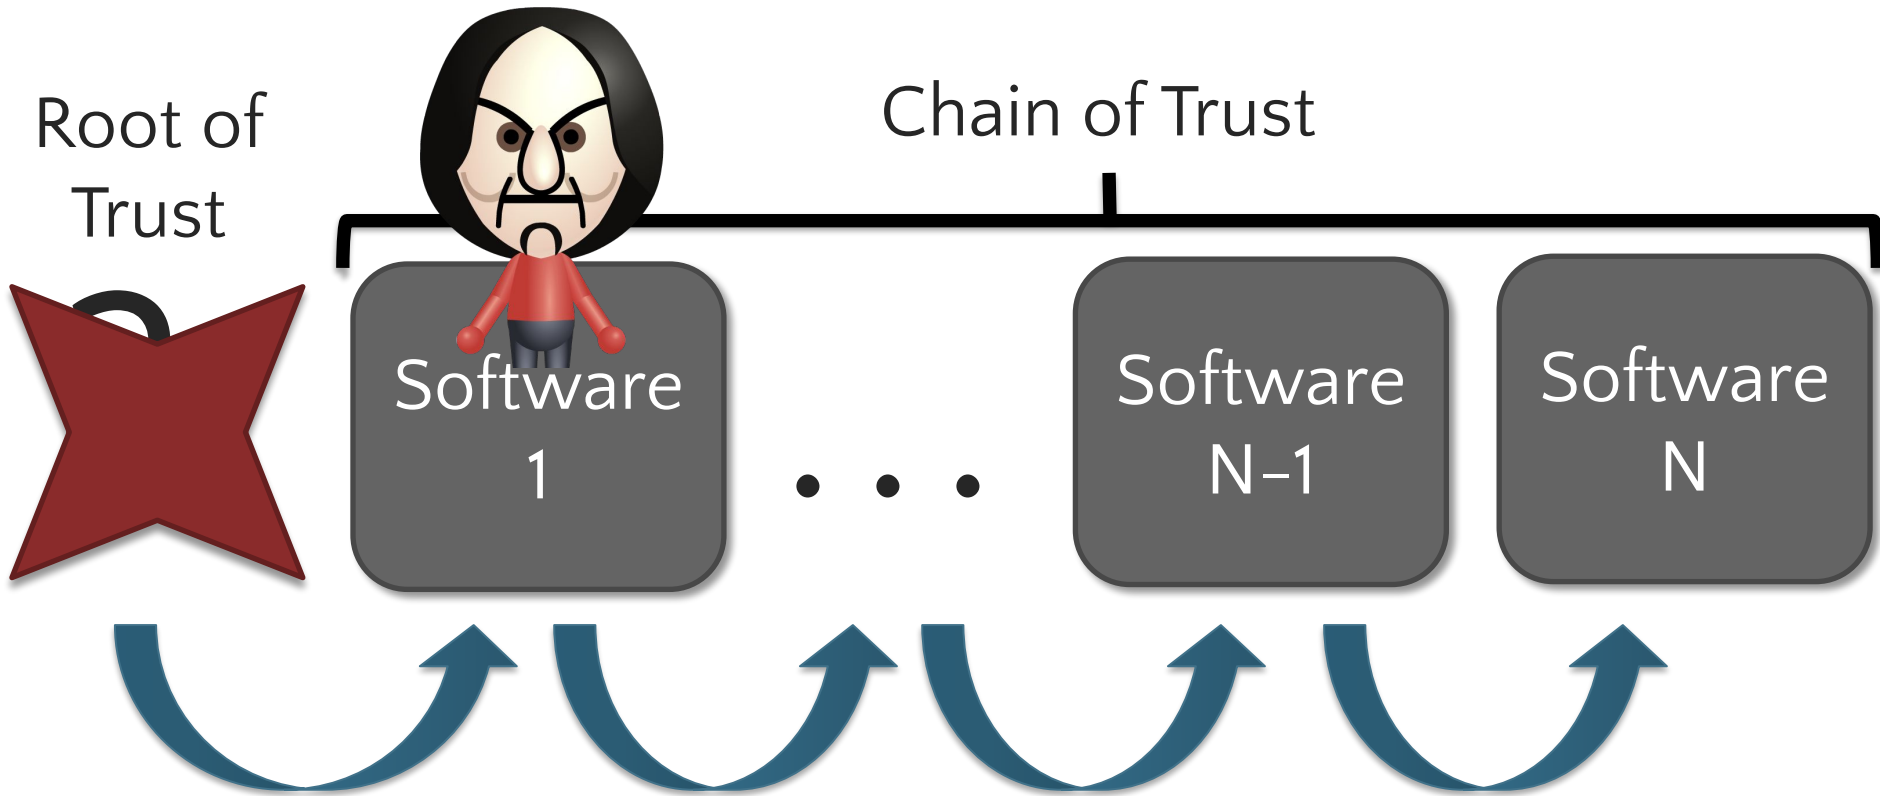 Root of
Trust
Chain of Trust
Software
1
. . .
Software
N-1
Software
N